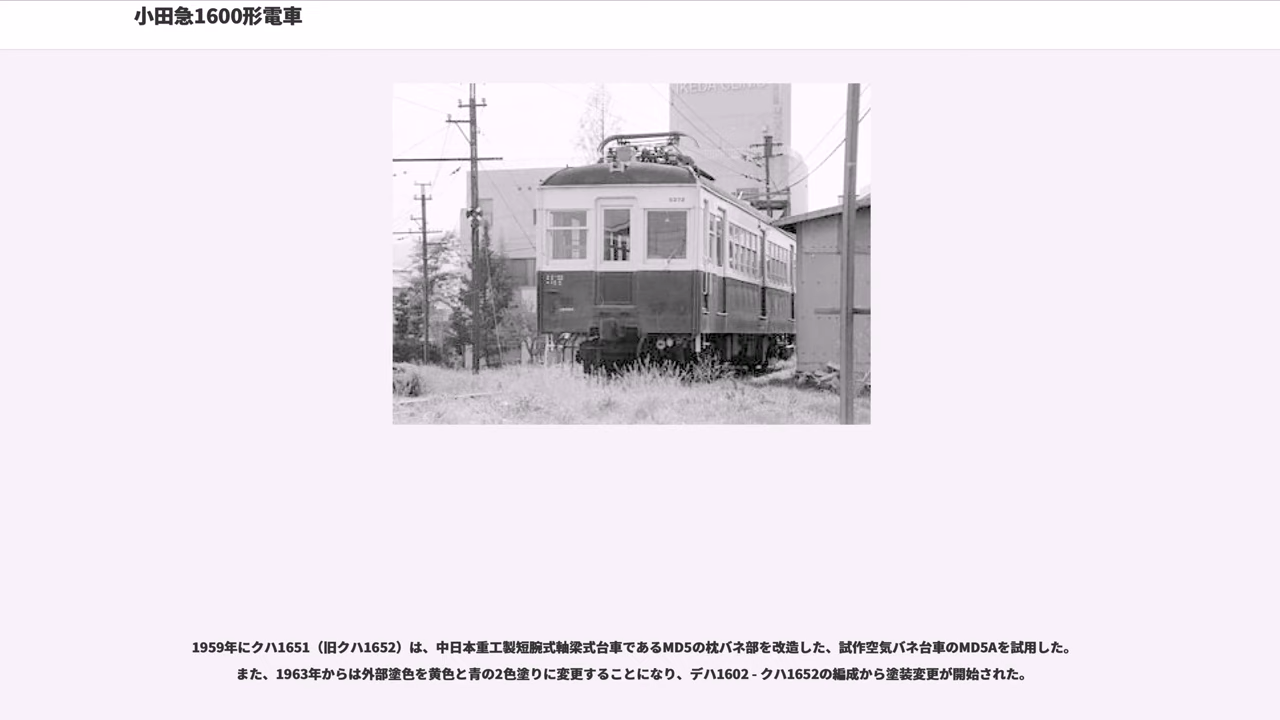 小田急1600形電車
IKEDA CLINIC
1959年にクハ1651（旧クハ1652）は、中日本重工製短腕式軸梁式台車であるMD5の枕バネ部を改造した、試作空気バネ台車のMD5Aを試用した。
また、1963年からは外部塗色を黄色と青の2色塗りに変更することになり、デハ1602 - クハ1652の編成から塗装変更が開始された。